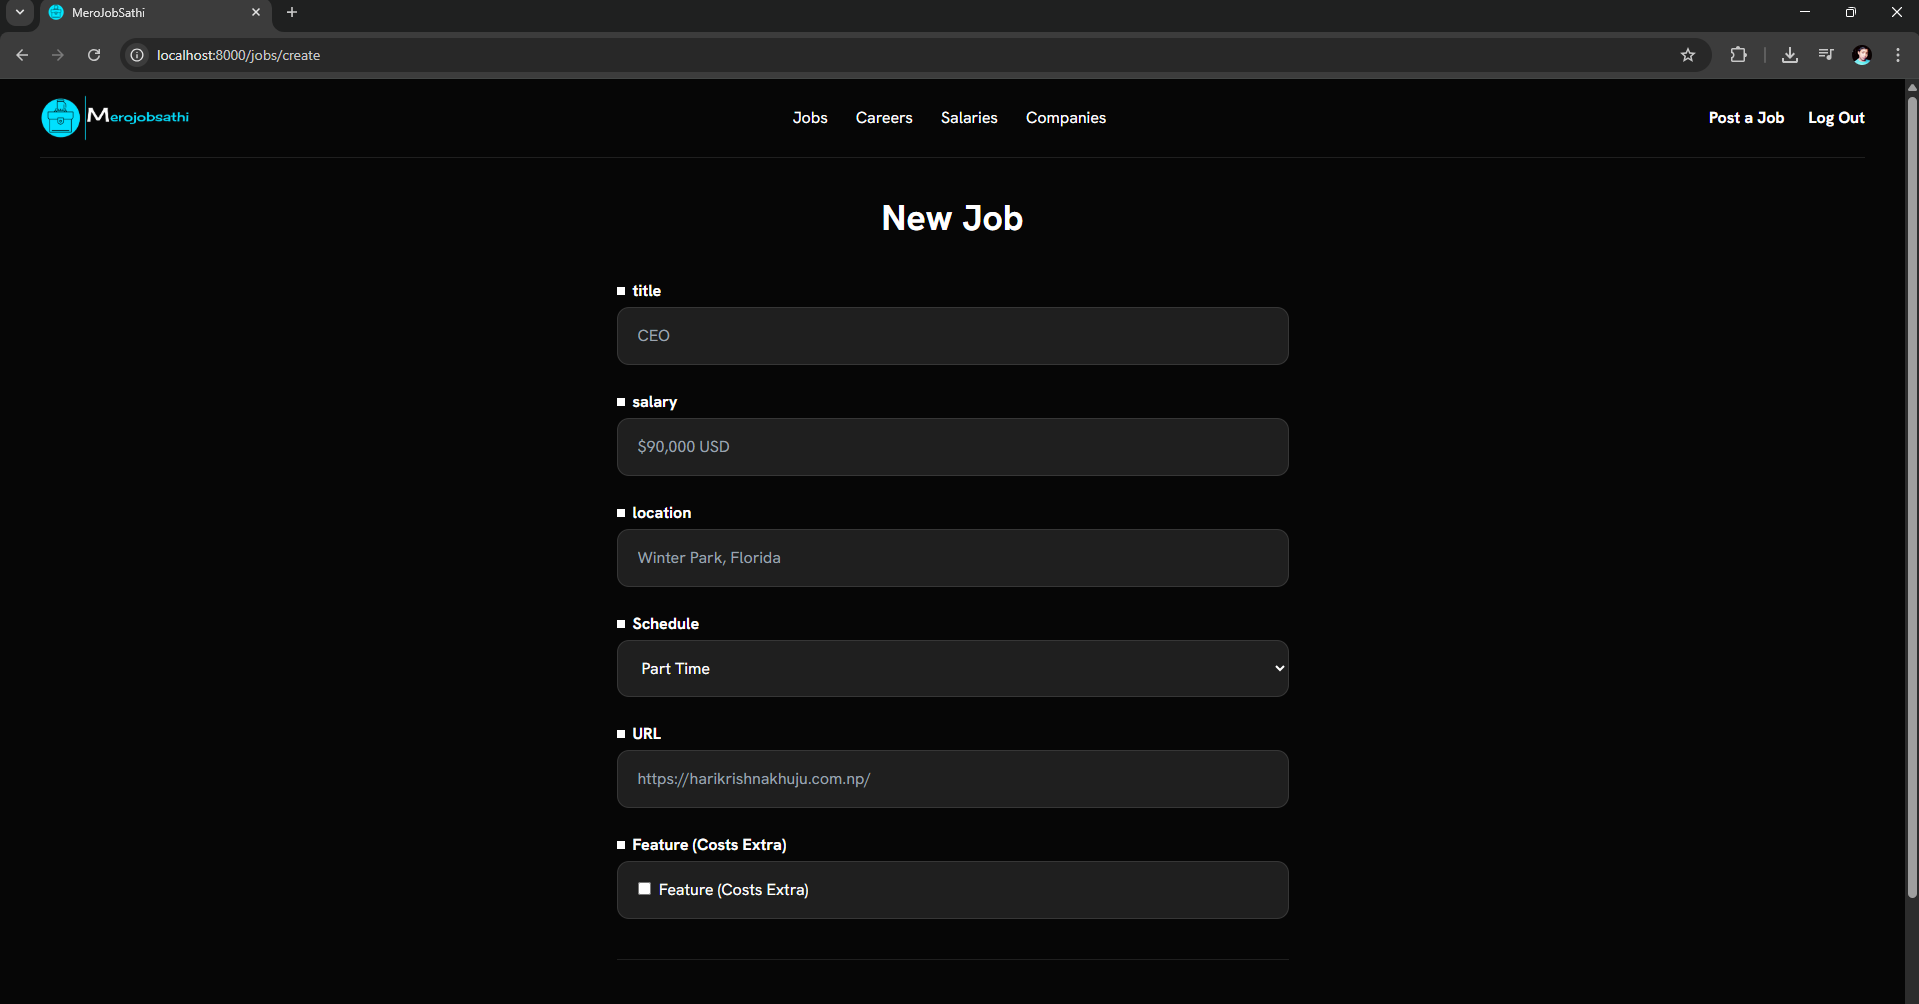 MeroJobSathi
localhost:8000/jobs/create
Merojobsathi
Jobs Careers Salaries Companies
Post a Job Log Out
New Job
title
CEO
salary
$90,000 USD
location
Winter Park, Florida
Schedule
Part Time
URL
https://harikrishnakhuju.com.np/
Feature (Costs Extra)
Feature (Costs Extra)